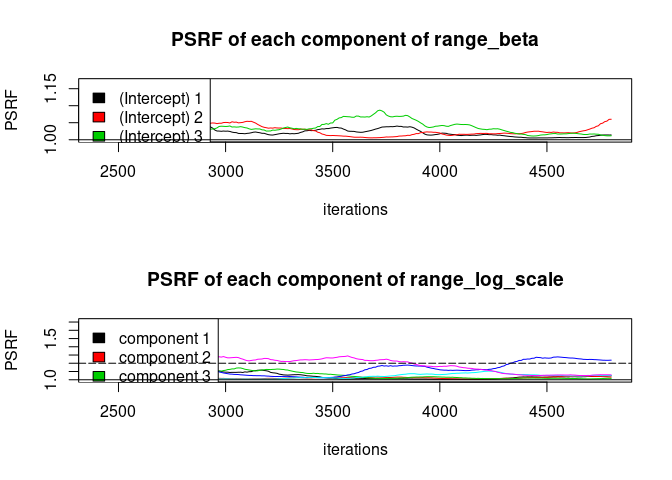 PSRF of each component of range_beta
PSRF
1.15
1.00
(Intercept) 1
(Intercept) 2
(Intercept) 3
2500 3000 3500 4000 4500
iterations
PSRF of each component of range_log_scale
PSRF
1.5
1.0
component 1
component 2
component 3
2500 3000 3500 4000 4500
iterations